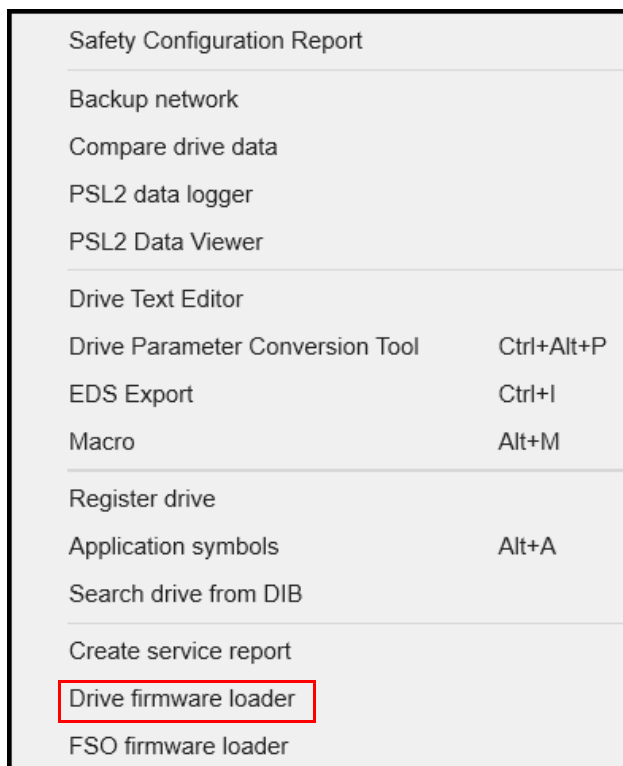 Safety Configuration Report
Backup network
Compare drive data
PSL2 data logger
PSL2 Data Viewer
Drive Text Editor
Drive Parameter Conversion Tool Ctrl+Alt+P
EDS Export Ctrl+I
Macro Alt+M
Register drive
Application symbols Alt+A
Search drive from DIB
Create service report
Drive firmware loader
FSO firmware loader